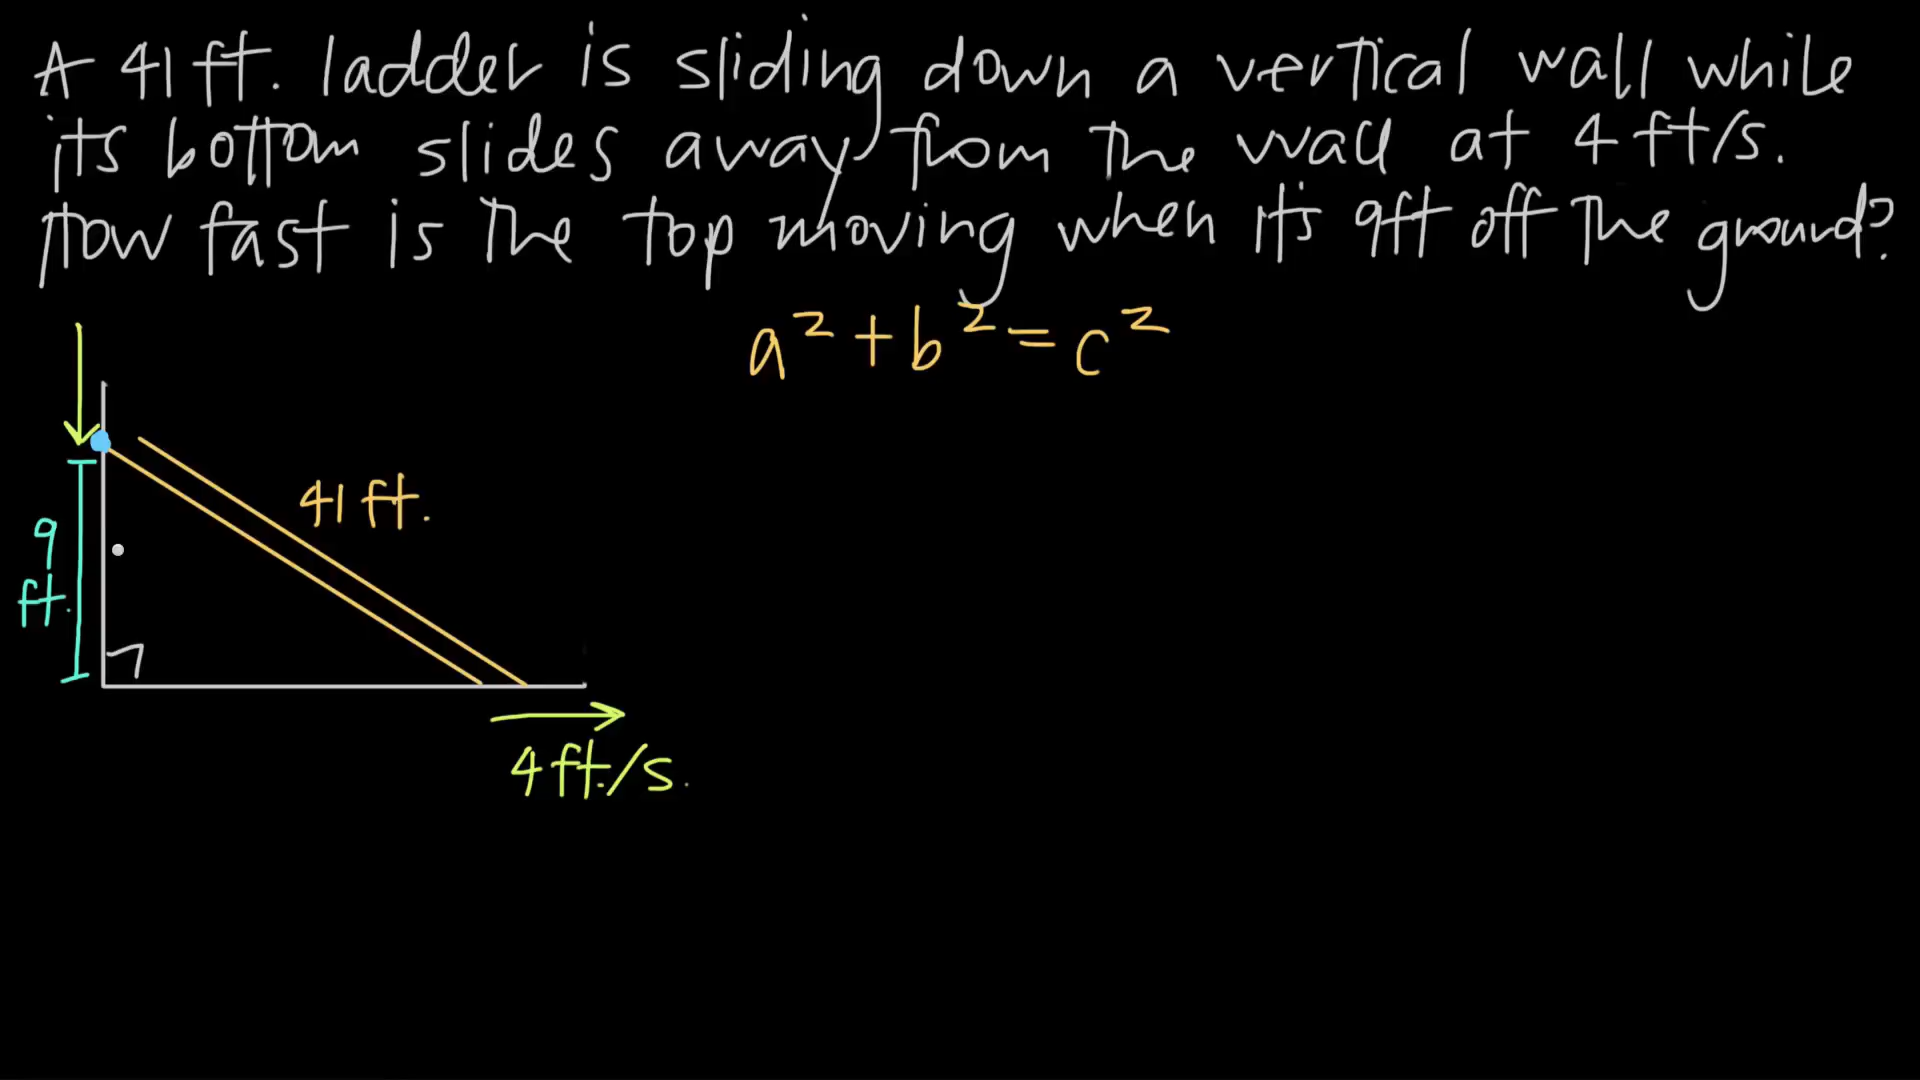 A 41 ft. ladder is sliding down a vertical wall while
its bottom slides away from the wall at 4 ft/s.
How fast is the top moving when it's 9ft off the ground?
a² + b² = c²
41 ft.
9
ft.
4 ft./s.